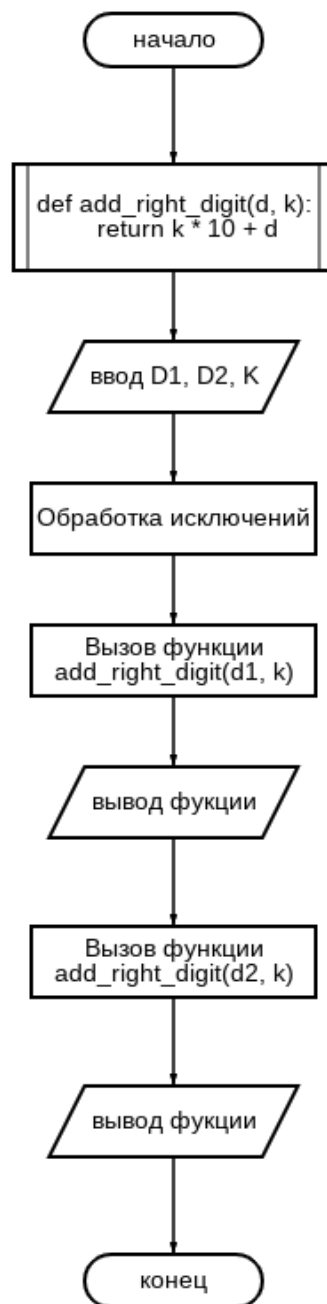 начало
def add_right_digit(d, k):
return k * 10 + d
ввод D1, D2, K
Обработка исключений
Вызов функции
add_right_digit(d1, k)
вывод фукции
Вызов функции
add_right_digit(d2, k)
вывод фукции
конец